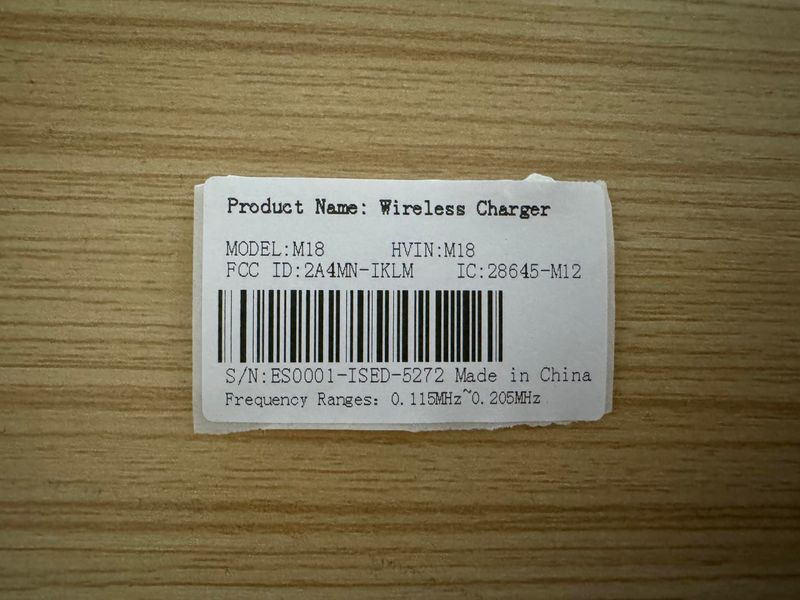 Product Name: Wireless Charger
MODEL:M18 HVIN:M18
FCC ID:2A4MN-IKLM IC:28645-M12
S/N:ES0001-ISED-5272 Made in China
Frequency Ranges: 0.115MHz~0.205MHz